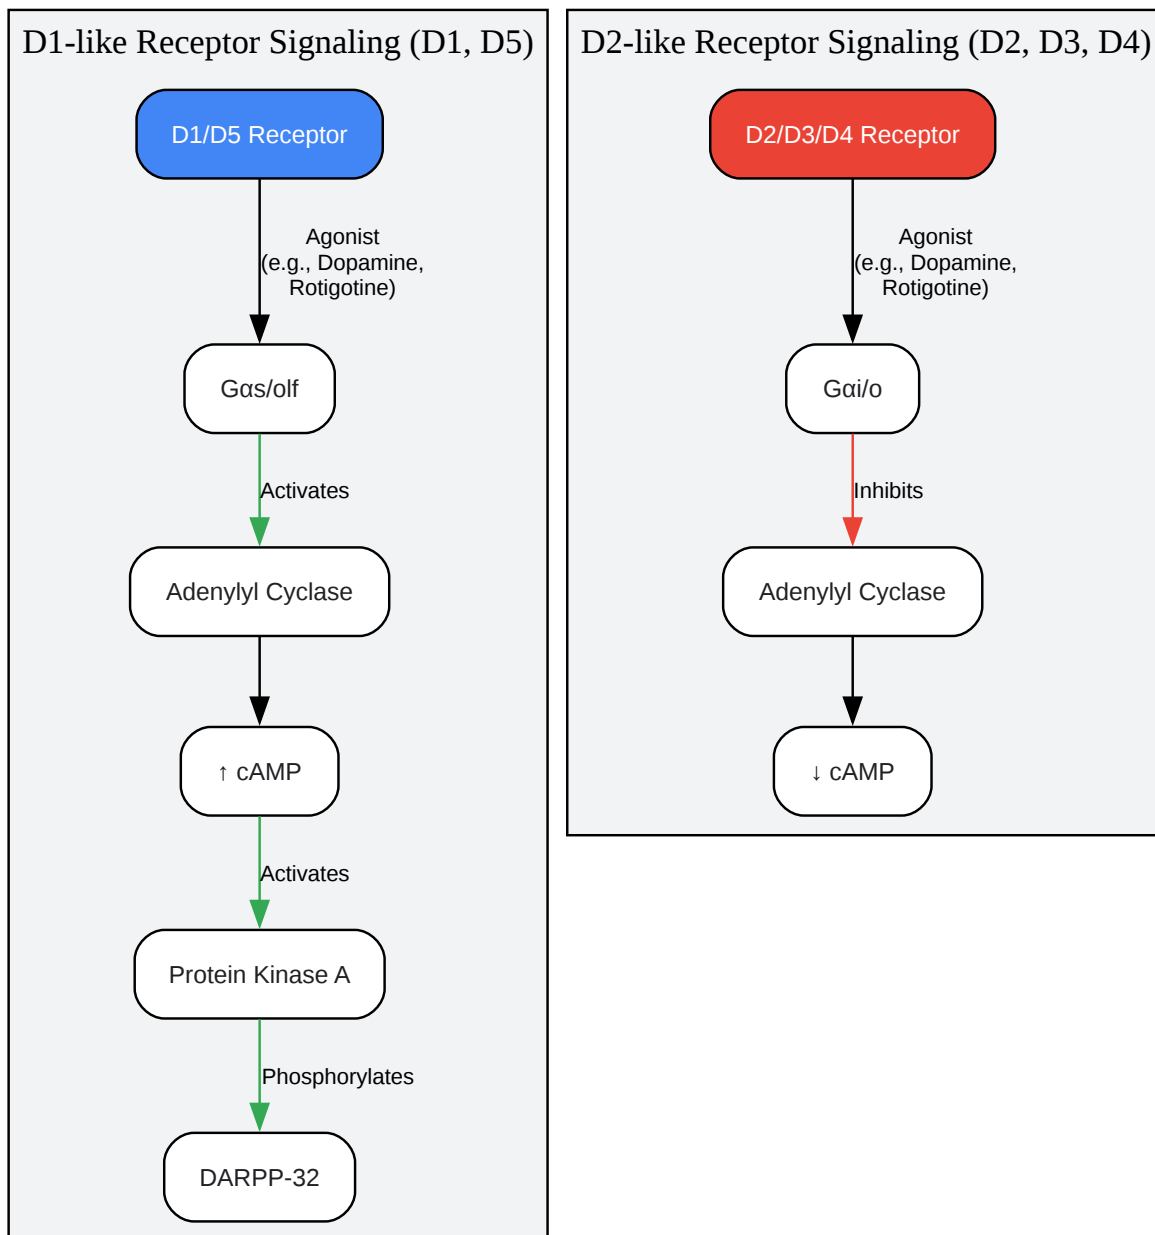 D1-like Receptor Signaling (D1, D5)
D1/D5 Receptor
Agonist
(e.g., Dopamine,
Rotigotine)
Gαs/olf
Activates
Adenylyl Cyclase
↑ cAMP
Activates
Protein Kinase A
Phosphorylates
DARPP-32
D2-like Receptor Signaling (D2, D3, D4)
D2/D3/D4 Receptor
Agonist
(e.g., Dopamine,
Rotigotine)
Gαi/o
Inhibits
Adenylyl Cyclase
↓ cAMP